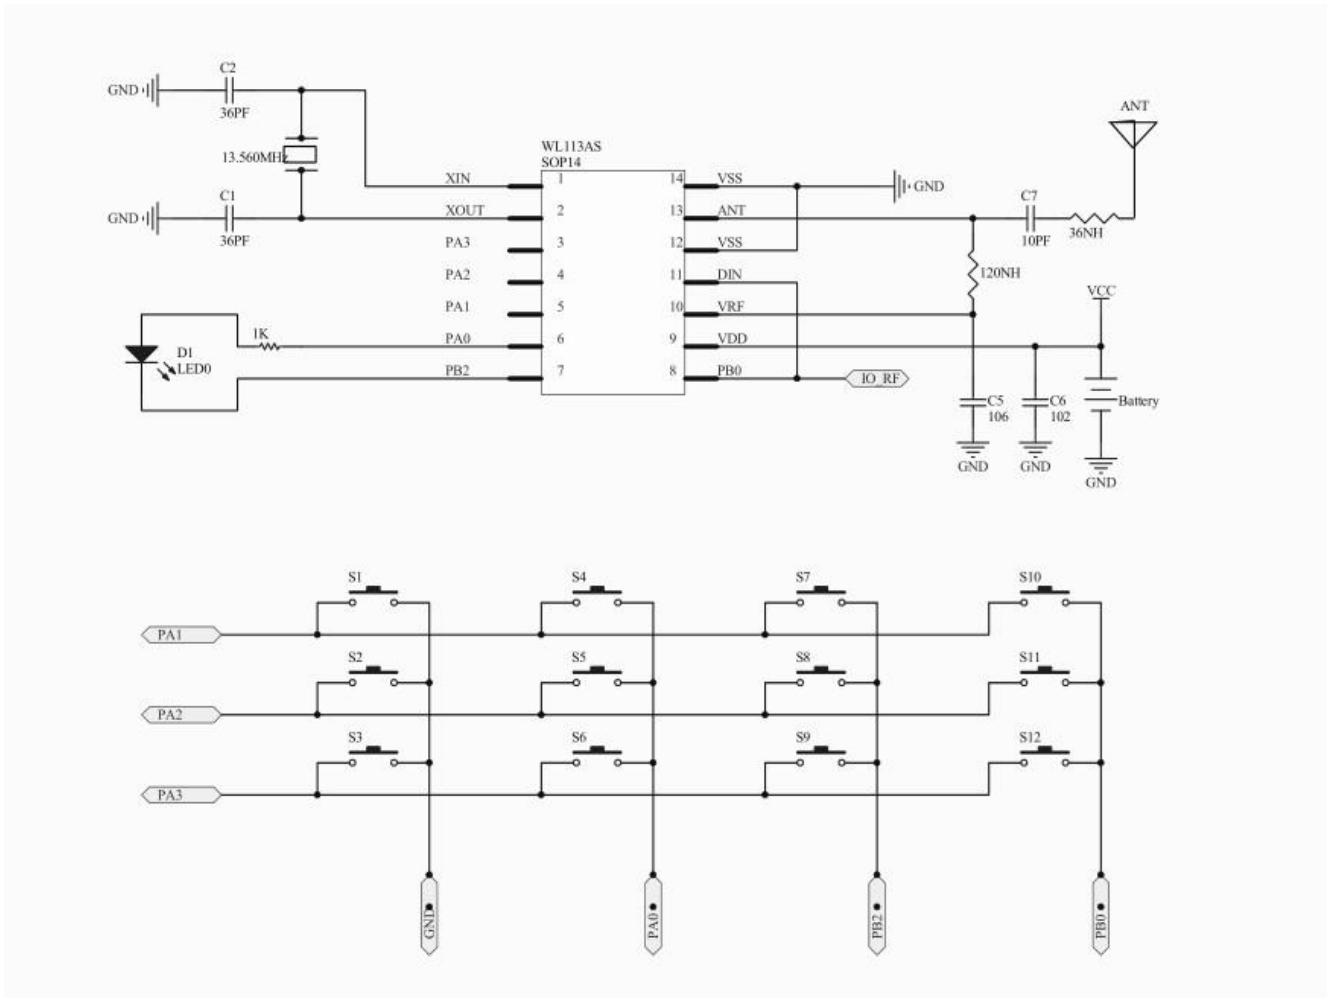 C2
GND
36PF
13.560MHz
C1
GND
36PF
WL113AS
SOP14
XIN 1
XOUT 2
PA3 3
PA2 4
PA1 5
PA0 6
PB2 7
14 VSS
13 ANT
12 VSS
11 DIN
10 VRF
9 VDD
8 PB0
1K
D1
LED0
GND
IO_RF
ANT
C7
10PF
36NH
120NH
VCC
C5
106
GND
C6
102
GND
Battery
GND
S1 S4 S7 S10
PA1
S2 S5 S8 S11
PA2
S3 S6 S9 S12
PA3
GND PA0 PB2 PB0